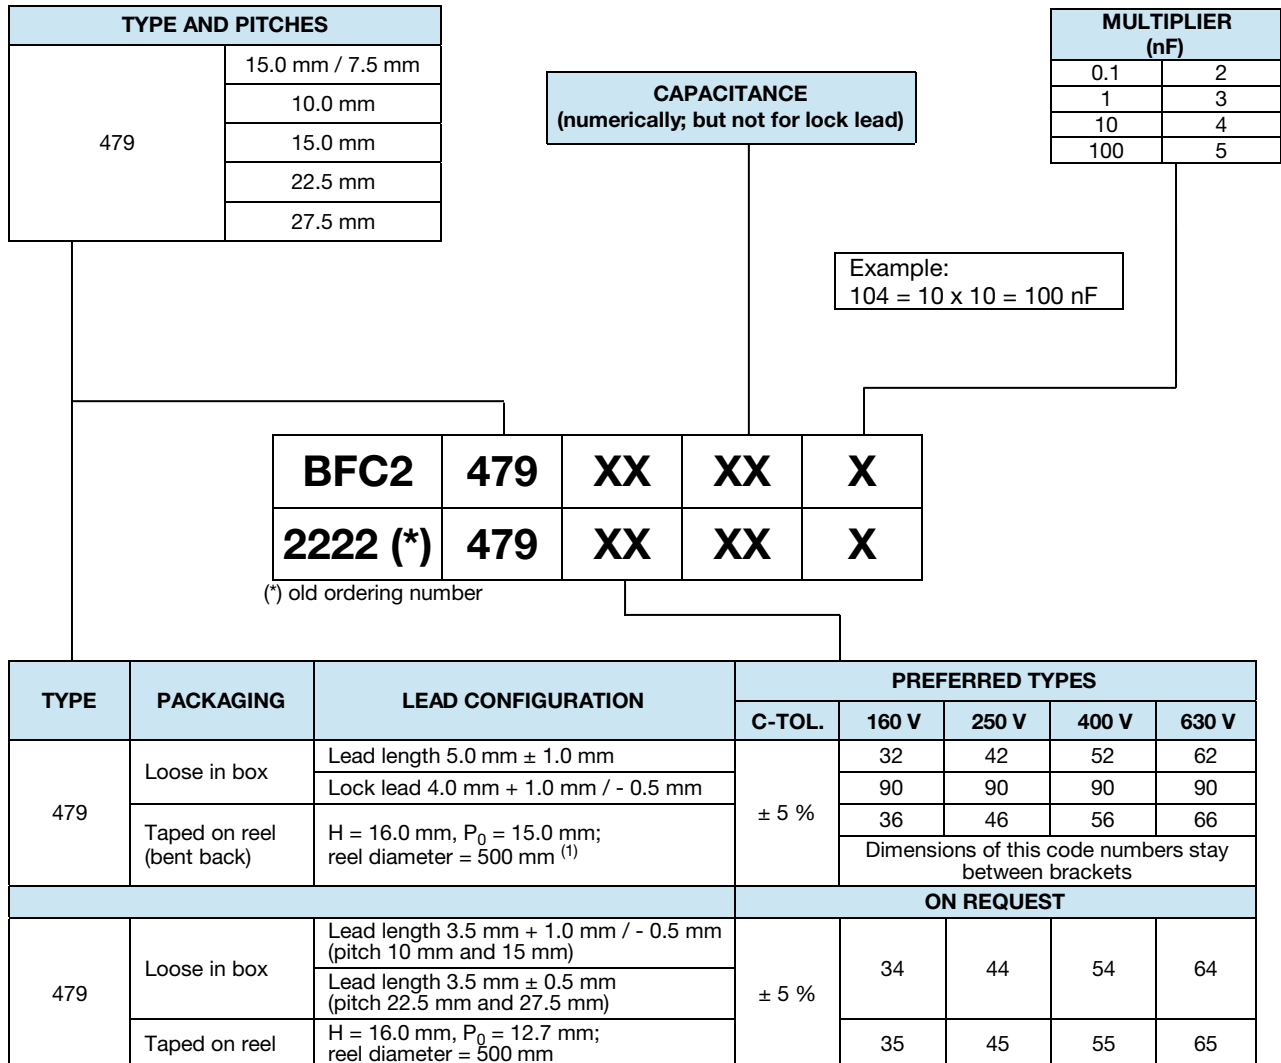 TYPE AND PITCHES
479
15.0 mm / 7.5 mm
10.0 mm
15.0 mm
22.5 mm
27.5 mm
CAPACITANCE
(numerically; but not for lock lead)
MULTIPLIER
(nF)
0.1 2
1 3
10 4
100 5
Example:
104 = 10 x 10 = 100 nF
BFC2 479 XX XX X
2222 (*) 479 XX XX X
(*) old ordering number
TYPE PACKAGING LEAD CONFIGURATION PREFERRED TYPES
C-TOL. 160 V 250 V 400 V 630 V
479
Loose in box
Lead length 5.0 mm ± 1.0 mm
± 5 %
32 42 52 62
Lock lead 4.0 mm + 1.0 mm / - 0.5 mm
90 90 90 90
Taped on reel
(bent back)
H = 16.0 mm, P0 = 15.0 mm;
reel diameter = 500 mm (1)
36 46 56 66
Dimensions of this code numbers stay
between brackets
ON REQUEST
479
Loose in box
Lead length 3.5 mm + 1.0 mm / - 0.5 mm
(pitch 10 mm and 15 mm)
Lead length 3.5 mm ± 0.5 mm
(pitch 22.5 mm and 27.5 mm)
± 5 %
34 44 54 64
Taped on reel
H = 16.0 mm, P0 = 12.7 mm;
reel diameter = 500 mm
35 45 55 65